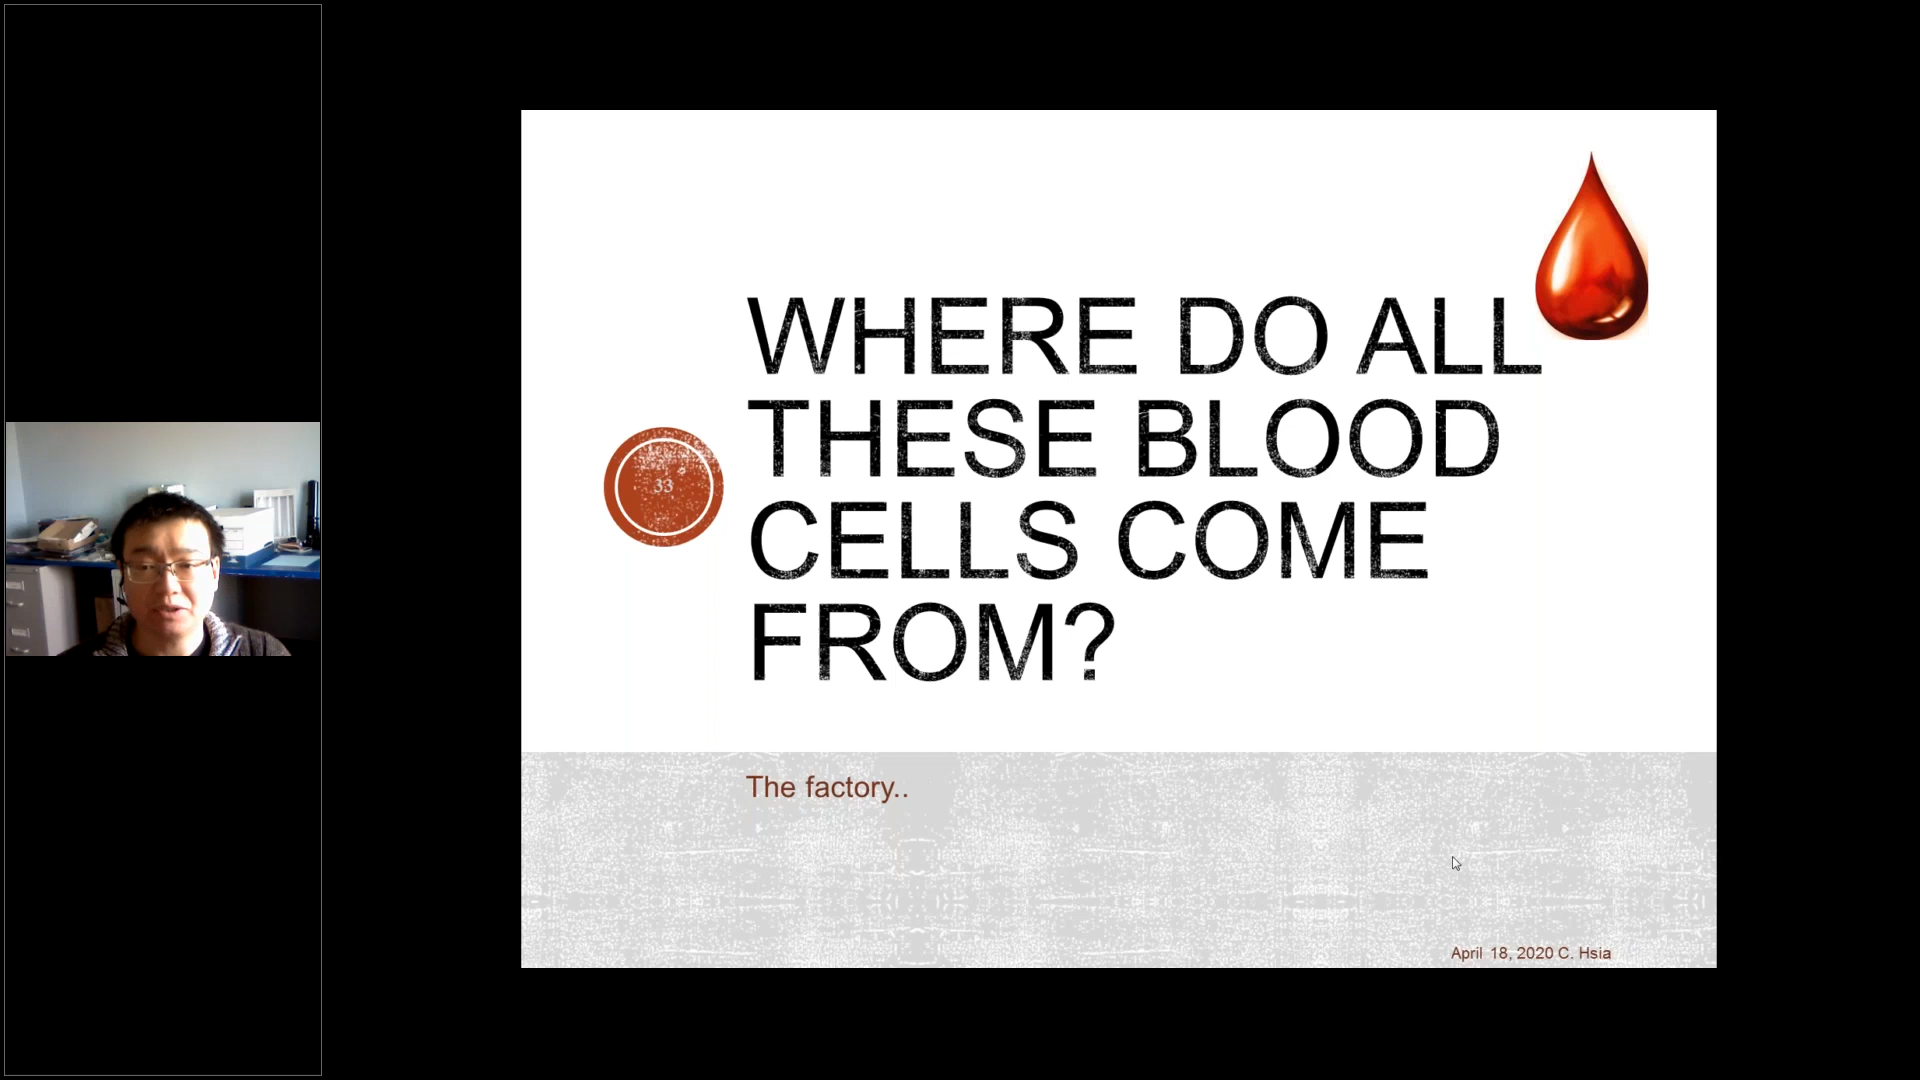 WHERE DO ALL
THESE BLOOD
CELLS COME
FROM?
33
The factory..
April 18, 2020 C. Hsia